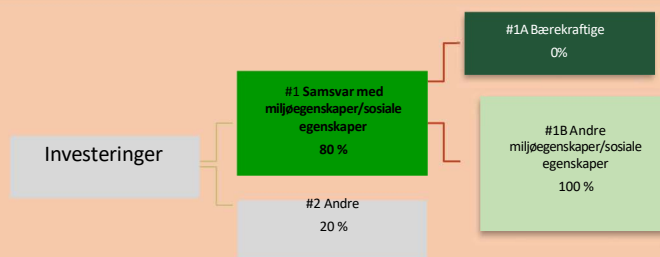 Investeringer
#1 Samsvar med
miljøegenskaper/sosiale
egenskaper
80 %
#2 Andre
20 %
#1A Bærekraftige
0%
#1B Andre
miljøegenskaper/sosiale
egenskaper
100 %